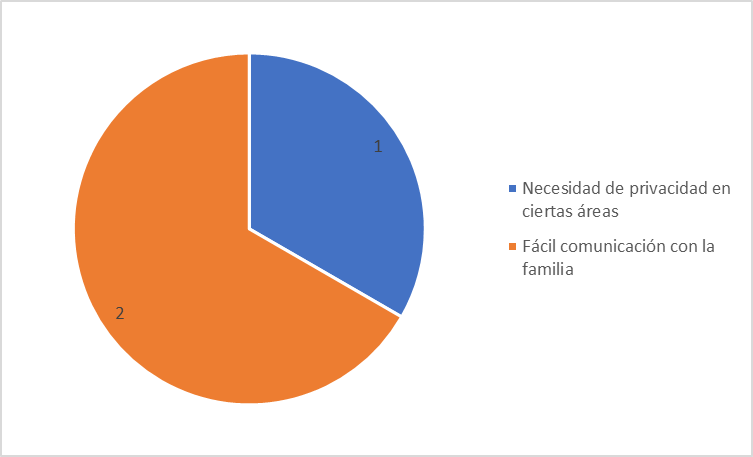 1
2
Necesidad de privacidad en
ciertas áreas
Fácil comunicación con la
familia